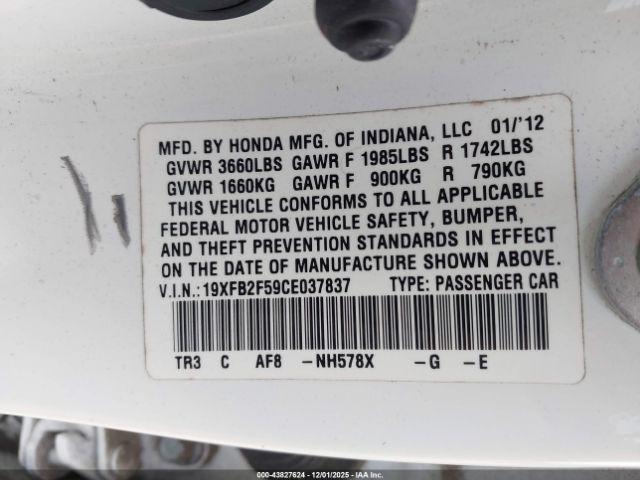 MFD. BY HONDA MFG. OF INDIANA, LLC 01/'12
GVWR 3660LBS GAWR F 1985LBS R 1742LBS
GVWR 1660KG GAWR F 900KG R 790KG
THIS VEHICLE CONFORMS TO ALL APPLICABLE
FEDERAL MOTOR VEHICLE SAFETY, BUMPER,
AND THEFT PREVENTION STANDARDS IN EFFECT
ON THE DATE OF MANUFACTURE SHOWN ABOVE.
V.I.N.:19XFB2F59CE037837 TYPE: PASSENGER CAR
TR3 C AF8 -NH578X -G -E
000-43827624 - 12/01/2025 - IAAI.COM